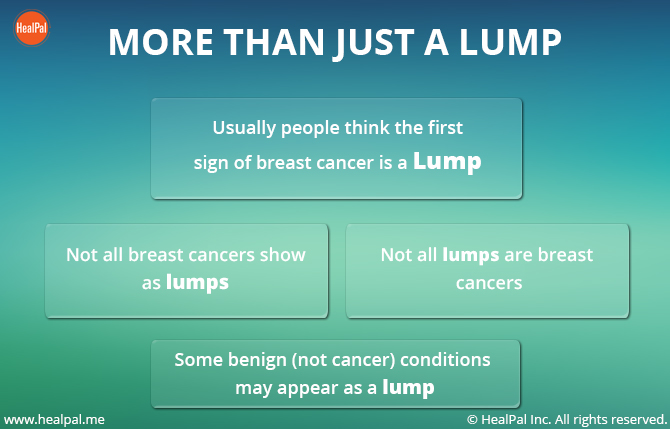 HealPal
MORE THAN JUST A LUMP
Usually people think the first
sign of breast cancer is a Lump
Not all breast cancers show
as lumps
Not all lumps are breast
cancers
Some benign (not cancer) conditions
may appear as a lump
www.healpal.me
© HealPal Inc. All rights reserved.